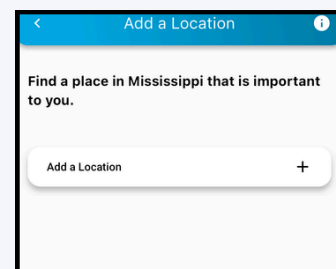 Add a Location
Find a place in Mississippi that is important
to you.
Add a Location